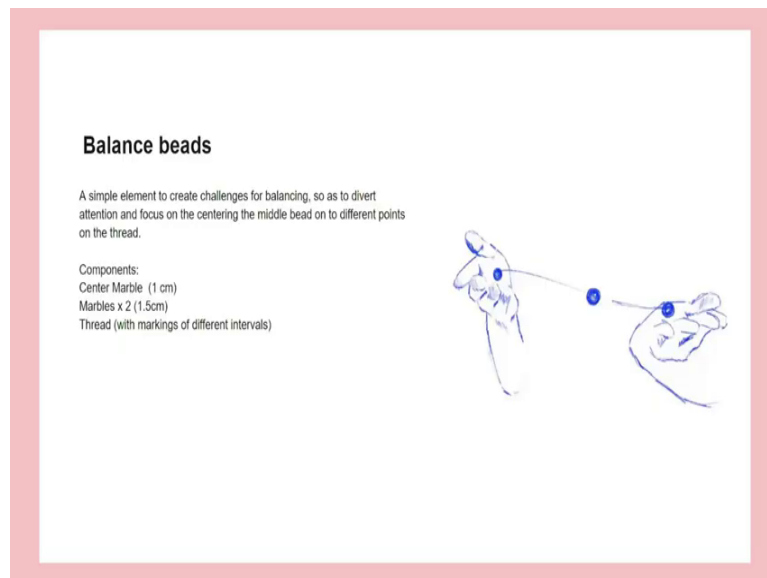 Balance beads
A simple element to create challenges for balancing, so as to divert
attention and focus on the centering the middle bead on to different points
on the thread.
Components:
Center Marble (1 cm)
Marbles x 2 (1.5cm)
Thread (with markings of different intervals)